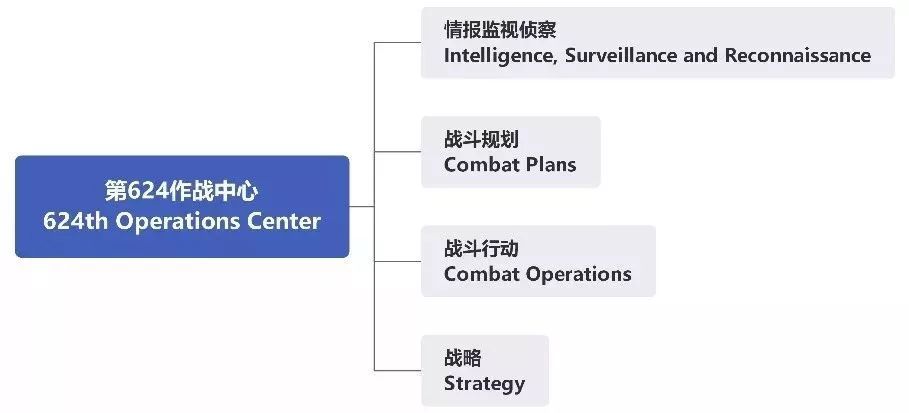 情报监视侦察
Intelligence, Surveillance and Reconnaissance
战斗规划
Combat Plans
第624作战中心
624th Operations Center
战斗行动
Combat Operations
战略
Strategy